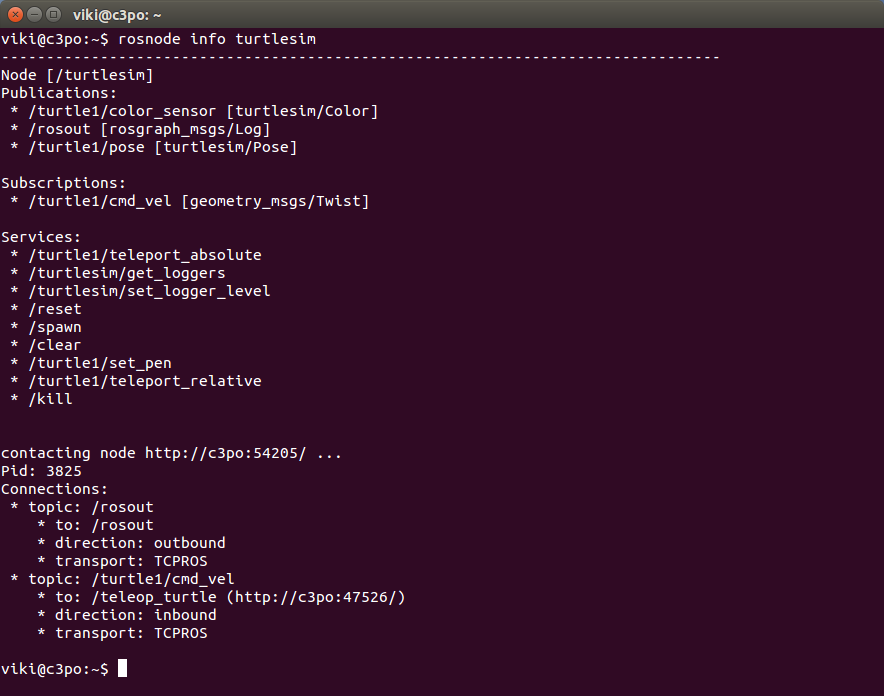 viki@c3po: ~
viki@c3po:~$ rosnode info turtlesim
--------------------------------------------------------------------------------
Node [/turtlesim]
Publications:
 * /turtle1/color_sensor [turtlesim/Color]
 * /rosout [rosgraph_msgs/Log]
 * /turtle1/pose [turtlesim/Pose]

Subscriptions:
 * /turtle1/cmd_vel [geometry_msgs/Twist]

Services:
 * /turtle1/teleport_absolute
 * /turtlesim/get_loggers
 * /turtlesim/set_logger_level
 * /reset
 * /spawn
 * /clear
 * /turtle1/set_pen
 * /turtle1/teleport_relative
 * /kill


contacting node http://c3po:54205/ ...
Pid: 3825
Connections:
 * topic: /rosout
    * to: /rosout
    * direction: outbound
    * transport: TCPROS
 * topic: /turtle1/cmd_vel
    * to: /teleop_turtle (http://c3po:47526/)
    * direction: inbound
    * transport: TCPROS

viki@c3po:~$